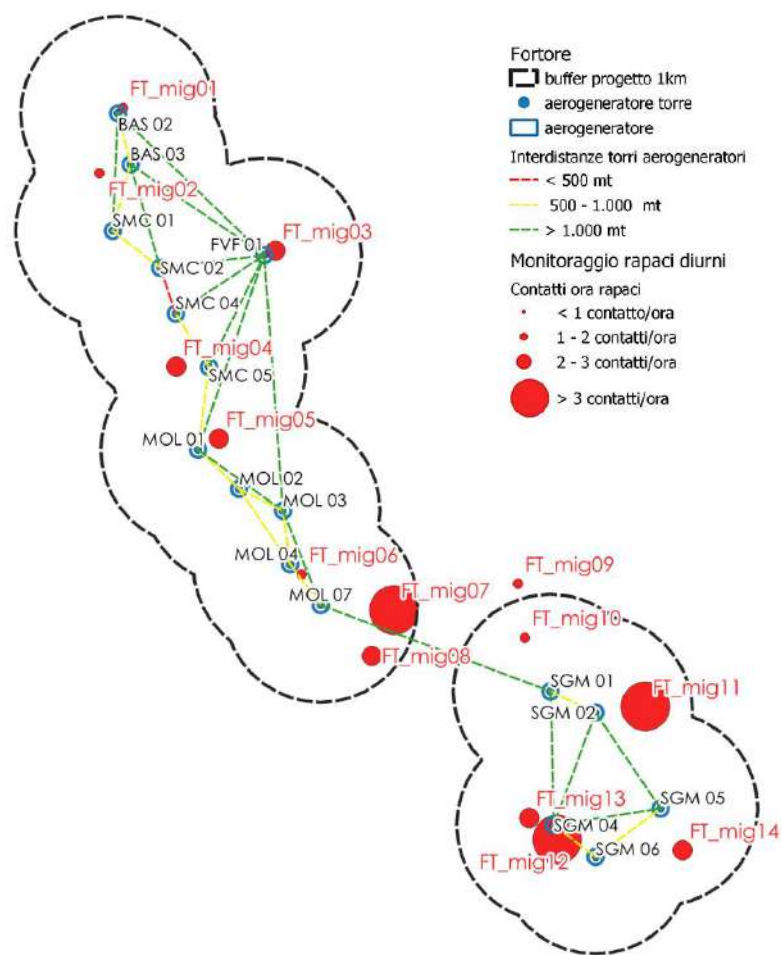 Fortore
buffer progetto 1km
aerogeneratore torre
aerogeneratore
Interdistanze torri aerogeneratori
< 500 mt
500 - 1.000 mt
> 1.000 mt
Monitoraggio rapaci diurni
Contatti ora rapaci
< 1 contatto/ora
1 - 2 contatti/ora
2 - 3 contatti/ora
> 3 contatti/ora
FT_mig01
BAS 02
BAS 03
FT_mig02
SMC 01
FVF 01
FT_mig03
SMC 02
SMC 04
FT_mig04
SMC 05
FT_mig05
MOL 01
MOL 02
MOL 03
MOL 04
FT_mig06
MOL 07
FT_mig07
FT_mig08
FT_mig09
FT_mig10
SGM 01
FT_mig11
SGM 02
FT_mig13
SGM 05
SGM 04
FT_mig12
SGM 06
FT_mig14